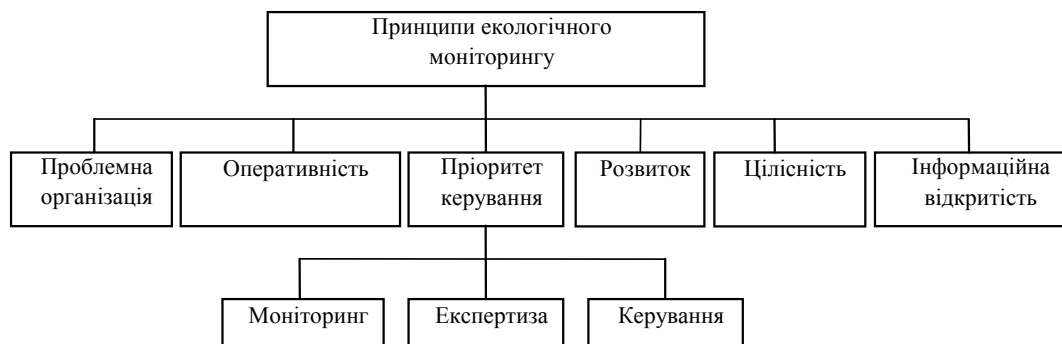 Принципи екологічного
моніторингу
Проблемна
організація
Оперативність
Пріоритет
керування
Розвиток
Цілісність
Інформаційна
відкритість
Моніторинг
Експертиза
Керування